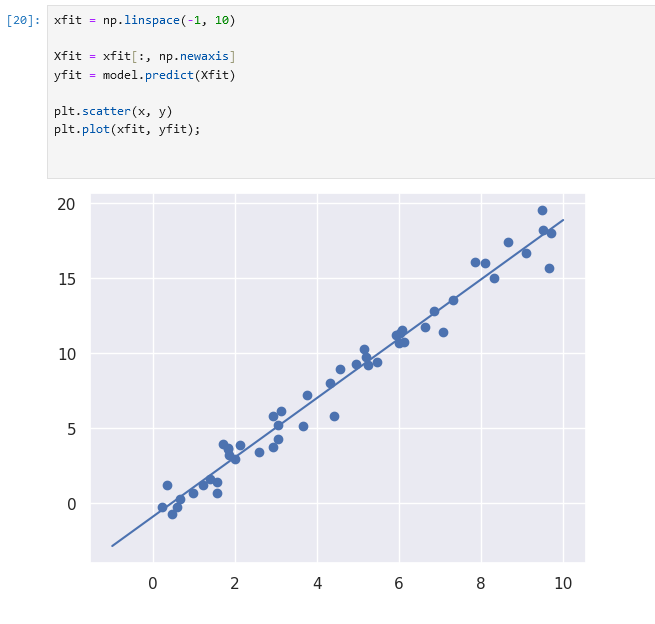 [20]: xfit = np.linspace(-1, 10)
Xfit = xfit[:, np.newaxis]
yfit = model.predict(Xfit)
plt.scatter(x, y)
plt.plot(xfit, yfit);
20
15
10
5
0
0 2 4 6 8 10